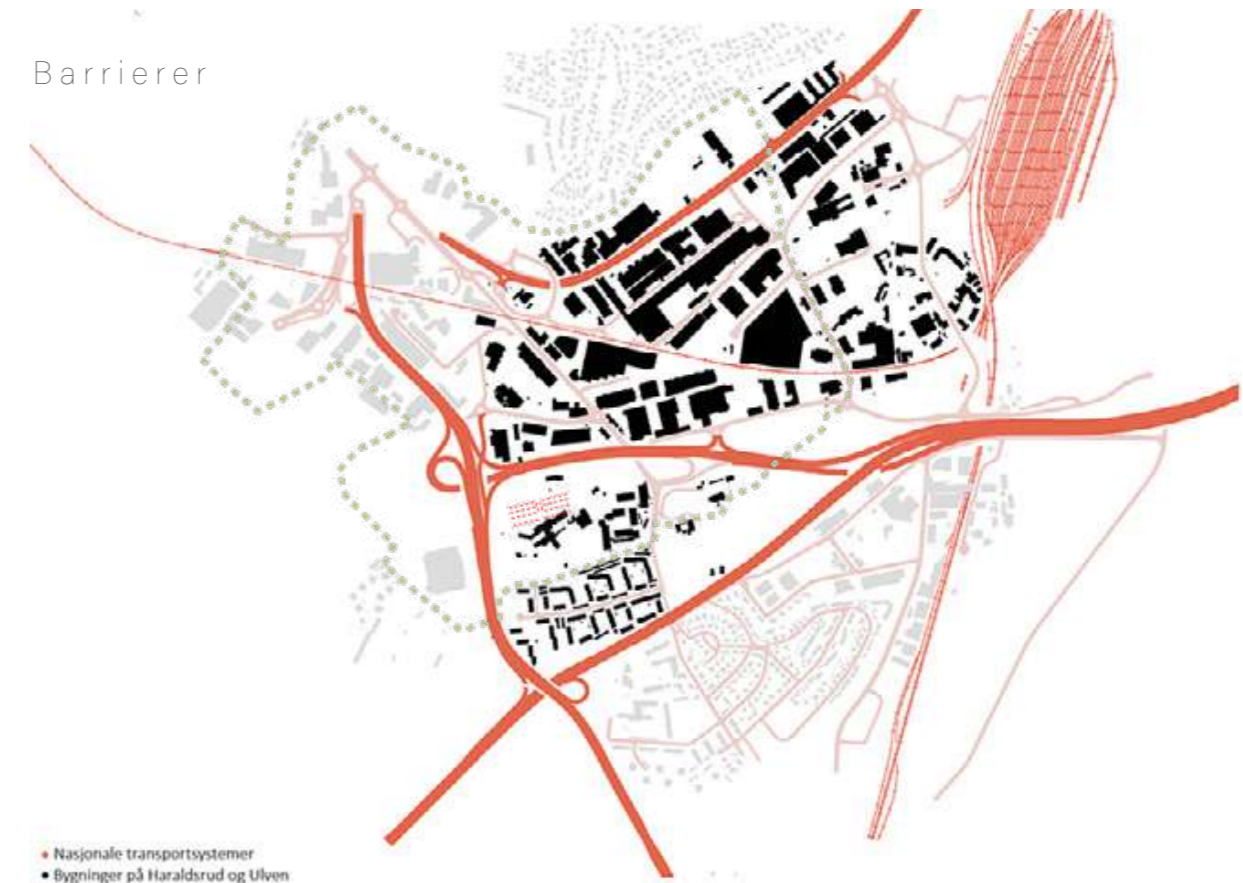 Barrierer
• Nasjonale transportsystemer
• Bygninger på Haraldsrud og Ulven